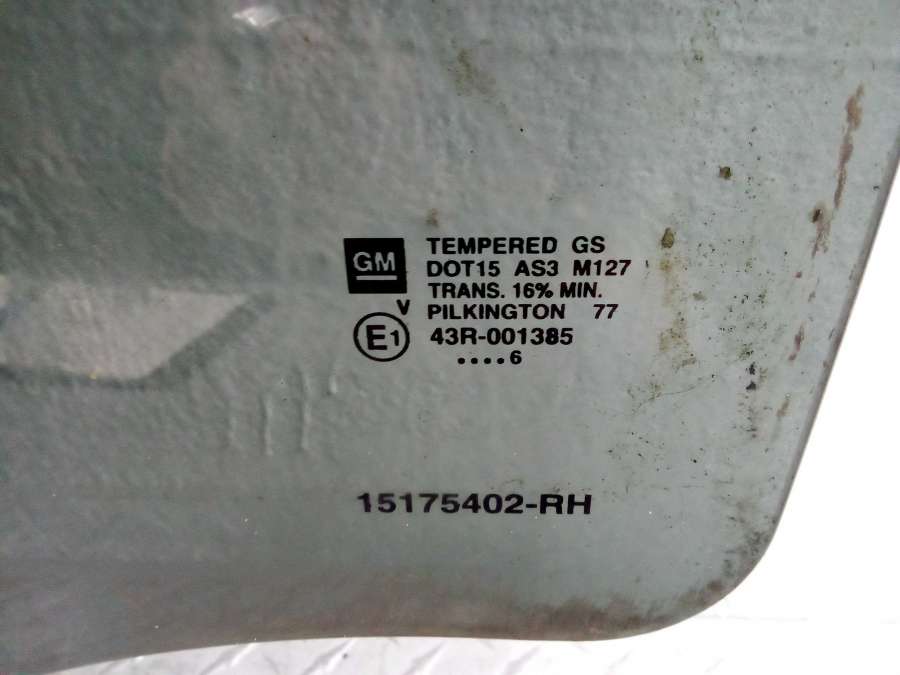 GM
TEMPERED GS
DOT15 AS3 M127
TRANS. 16% MIN.
V
PILKINGTON 77
E1
43R-001385
....6
15175402-RH